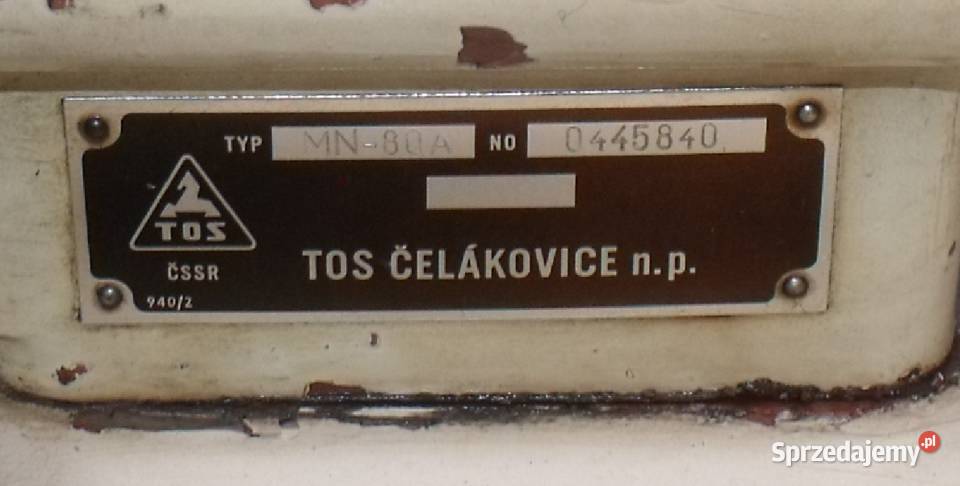 TYP MN-80A NO 0445840
TOS
ČSSR
TOS ČELÁKOVICE n.p.
940/2
Sprzedajemy.pl